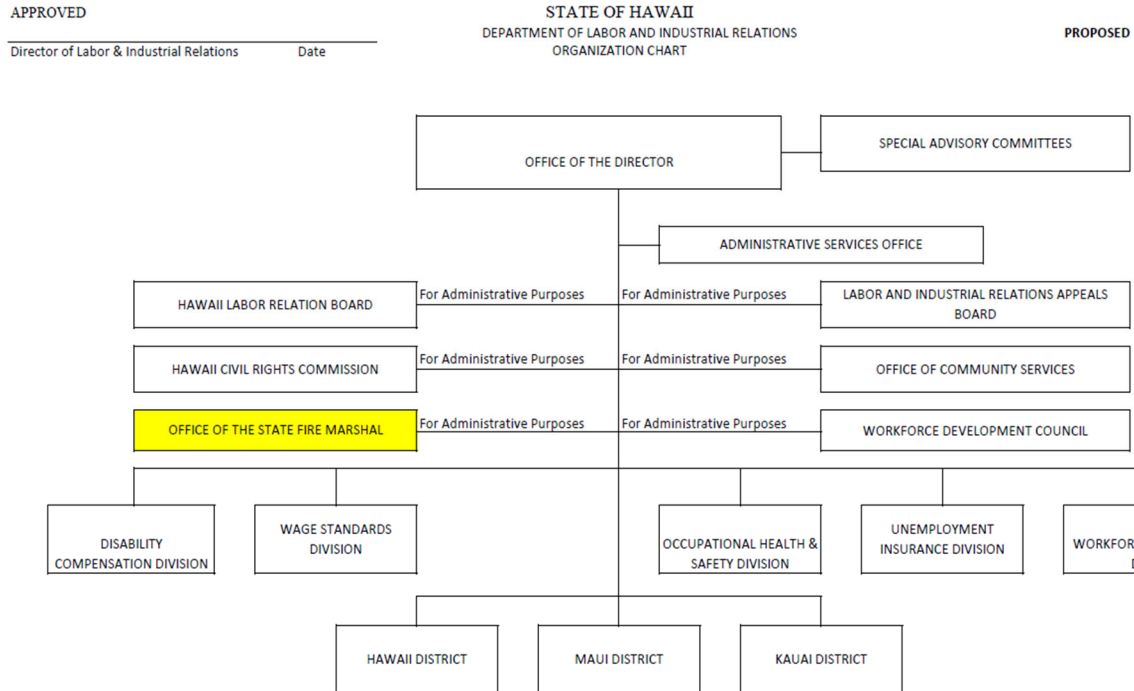 APPROVED
STATE OF HAWAII
DEPARTMENT OF LABOR AND INDUSTRIAL RELATIONS
PROPOSED
Director of Labor & Industrial Relations Date
ORGANIZATION CHART
OFFICE OF THE DIRECTOR
SPECIAL ADVISORY COMMITTEES
ADMINISTRATIVE SERVICES OFFICE
HAWAII LABOR RELATION BOARD
For Administrative Purposes
For Administrative Purposes
LABOR AND INDUSTRIAL RELATIONS APPEALS
BOARD
HAWAII CIVIL RIGHTS COMMISSION
For Administrative Purposes
For Administrative Purposes
OFFICE OF COMMUNITY SERVICES
OFFICE OF THE STATE FIRE MARSHAL
For Administrative Purposes
For Administrative Purposes
WORKFORCE DEVELOPMENT COUNCIL
DISABILITY
COMPENSATION DIVISION
WAGE STANDARDS
DIVISION
OCCUPATIONAL HEALTH &
SAFETY DIVISION
UNEMPLOYMENT
INSURANCE DIVISION
WORKFOR
HAWAII DISTRICT
MAUI DISTRICT
KAUAI DISTRICT